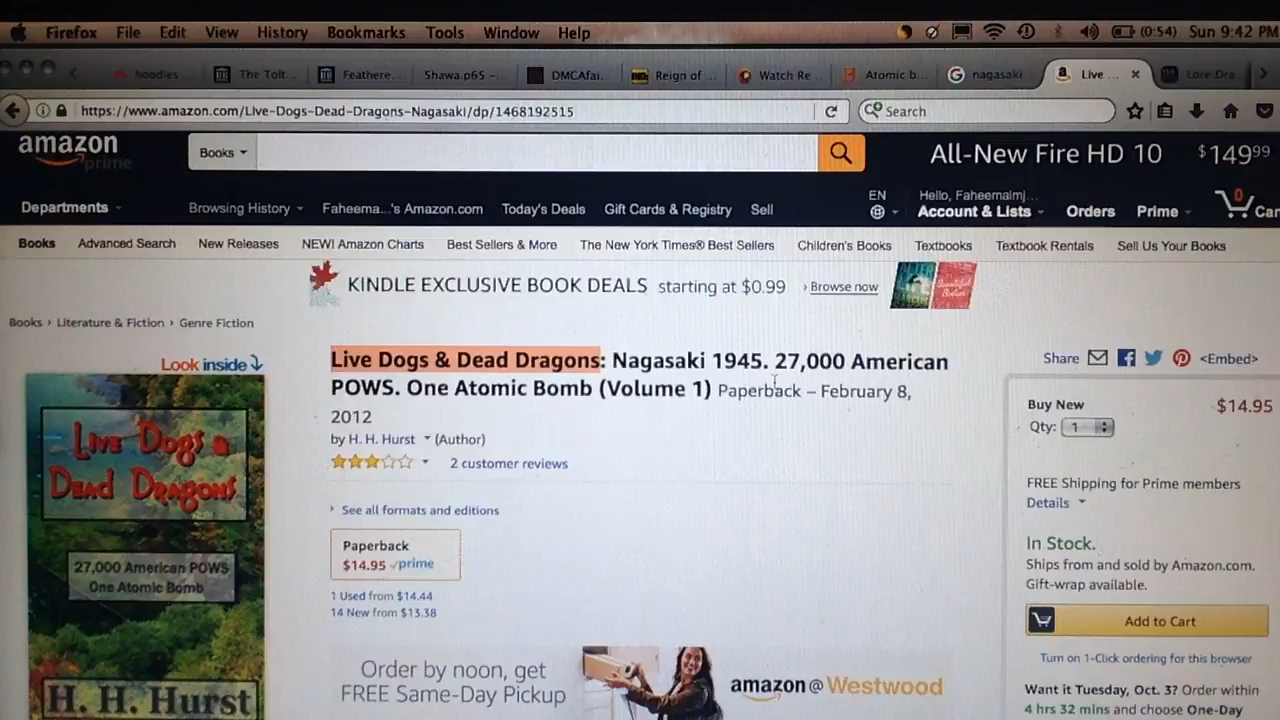 Firefox File Edit View History Bookmarks Tools Window Help (0:54) Sun 9:42 PM
hoodies The Tolt... Feathere... Shawa.p65 –... DMCAfai... Reign of ... Watch Re... Atomic b... nagasaki Live ... Lore Dra
https://www.amazon.com/Live-Dogs-Dead-Dragons-Nagasaki/dp/1468192515 Search
amazon prime Books All-New Fire HD 10 $149.99
Departments Browsing History Faheema...'s Amazon.com Today's Deals Gift Cards & Registry Sell EN Hello, Faheemalmj... Account & Lists Orders Prime 0 Car
Books Advanced Search New Releases NEW! Amazon Charts Best Sellers & More The New York Times® Best Sellers Children's Books Textbooks Textbook Rentals Sell Us Your Books
KINDLE EXCLUSIVE BOOK DEALS starting at $0.99 › Browse now
Books › Literature & Fiction › Genre Fiction
Look inside
Live Dogs & Dead Dragons
27,000 American POWS
One Atomic Bomb
H. H. Hurst
Live Dogs & Dead Dragons: Nagasaki 1945. 27,000 American
POWS. One Atomic Bomb (Volume 1) Paperback – February 8,
2012
by H. H. Hurst (Author)
2 customer reviews
See all formats and editions
Paperback
$14.95 prime
1 Used from $14.44
14 New from $13.38
Order by noon, get
FREE Same-Day Pickup
amazon@Westwood
Share <Embed>
Buy New $14.95
Qty: 1
FREE Shipping for Prime members
Details
In Stock.
Ships from and sold by Amazon.com.
Gift-wrap available.
Add to Cart
Turn on 1-Click ordering for this browser
Want it Tuesday, Oct. 3? Order within
4 hrs 32 mins and choose One-Day